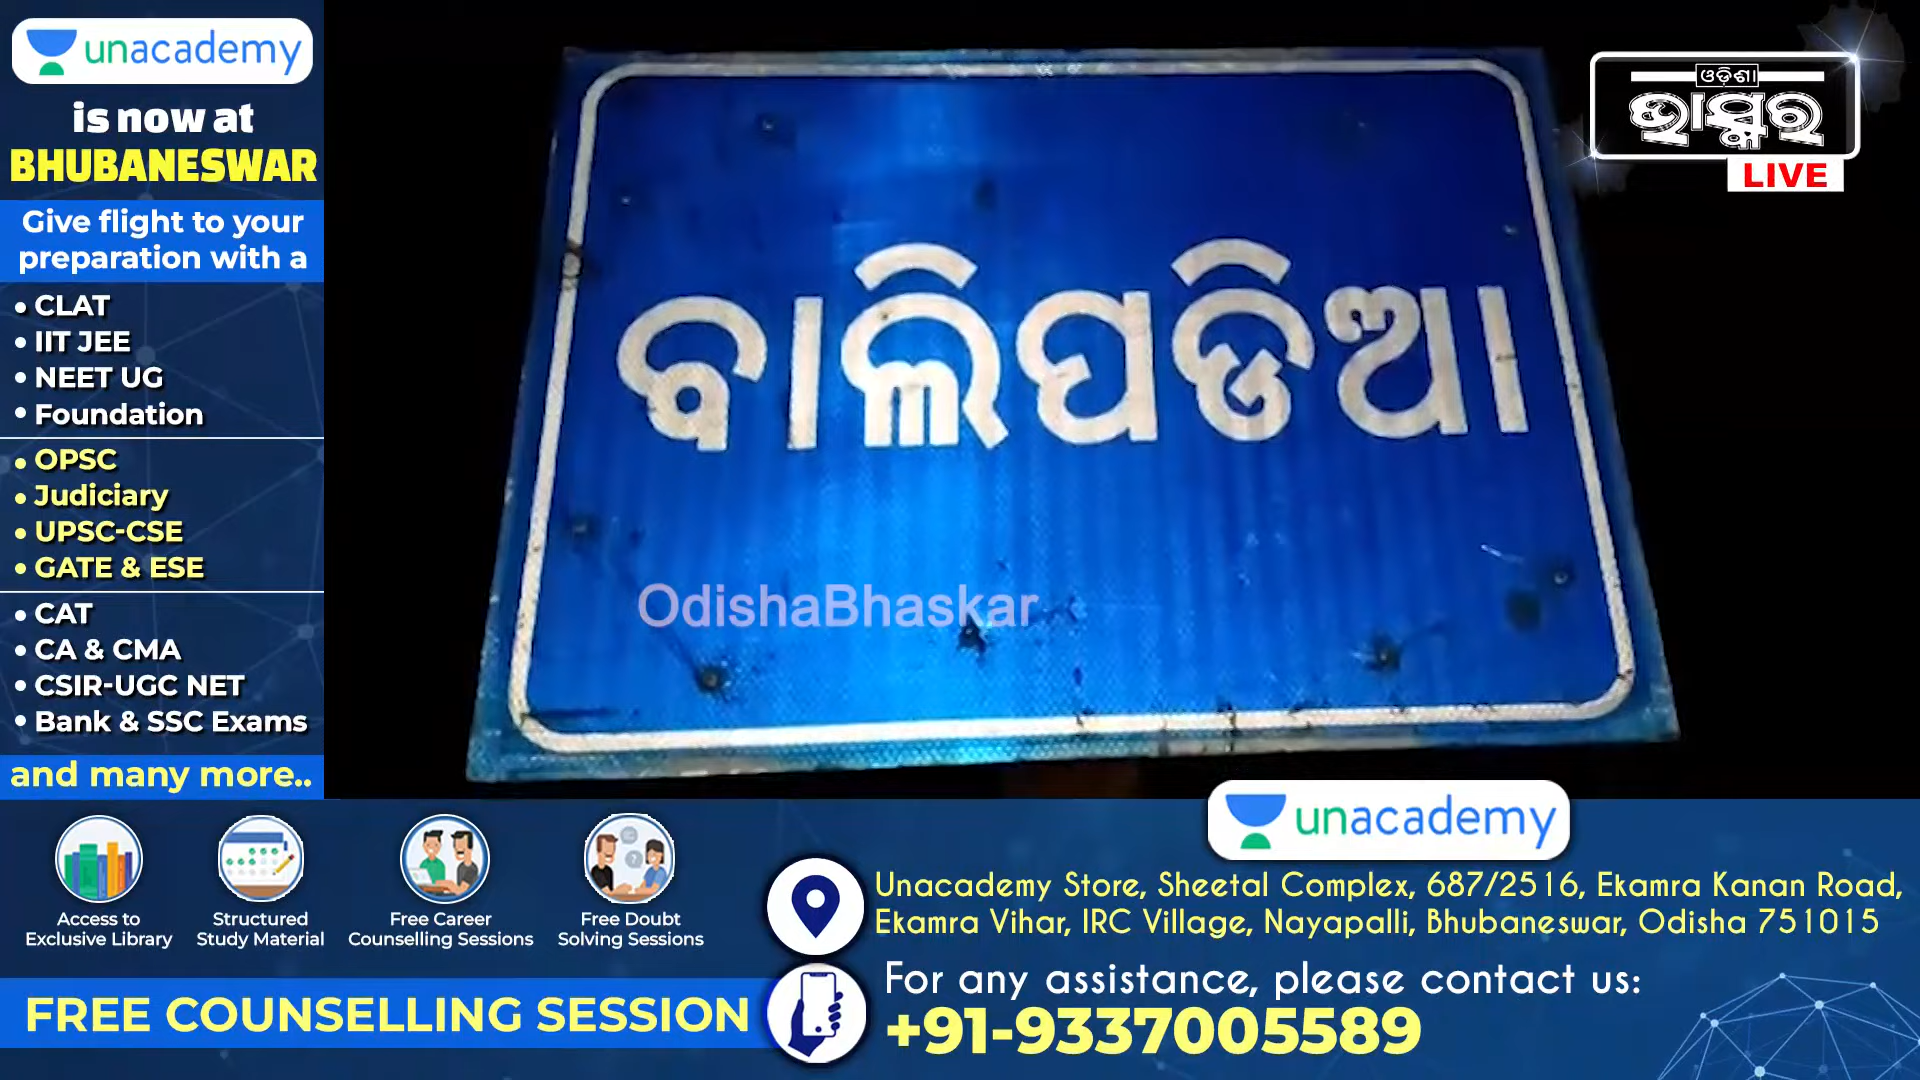 unacademy
is now at
BHUBANESWAR
Give flight to your
preparation with a
• CLAT
• IIT JEE
• NEET UG
• Foundation
• OPSC
• Judiciary
• UPSC-CSE
• GATE & ESE
• CAT
• CA & CMA
• CSIR-UGC NET
• Bank & SSC Exams
and many more..
ବାଲିପଡିଆ
OdishaBhaskar
ଓଡ଼ିଶା
ଭାସ୍କର
LIVE
Access to
Exclusive Library
Structured
Study Material
Free Career
Counselling Sessions
Free Doubt
Solving Sessions
FREE COUNSELLING SESSION
unacademy
Unacademy Store, Sheetal Complex, 687/2516, Ekamra Kanan Road,
Ekamra Vihar, IRC Village, Nayapalli, Bhubaneswar, Odisha 751015
For any assistance, please contact us:
+91-9337005589